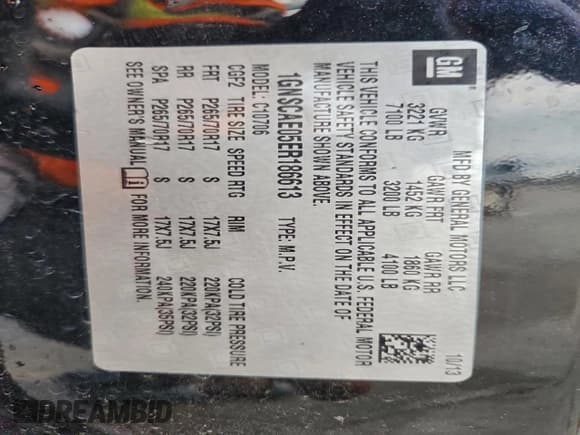 GM
MFD BY GENERAL MOTORS LLC 10/13
GVWR GAWR FRT GAWR RR
3221 KG 1452 KG 1860 KG
7100 LB 3200 LB 4100 LB
THIS VEHICLE CONFORMS TO ALL APPLICABLE U.S. FEDERAL MOTOR
VEHICLE SAFETY STANDARDS IN EFFECT ON THE DATE OF
MANUFACTURE SHOWN ABOVE.
1GNSCAE05ER186613 TYPE: M.P.V.
MODEL: C10706
CGP2 TIRE SIZE SPEED RTG RIM COLD TIRE PRESSURE
FRT P265/70R17 S 17X7.5J 220KPA(32PSI)
RR P265/70R17 S 17X7.5J 220KPA(32PSI)
SPA P265/70R17 S 17X7.5J 240KPA(35PSI)
SEE OWNER'S MANUAL FOR MORE INFORMATION.
DREAMBID